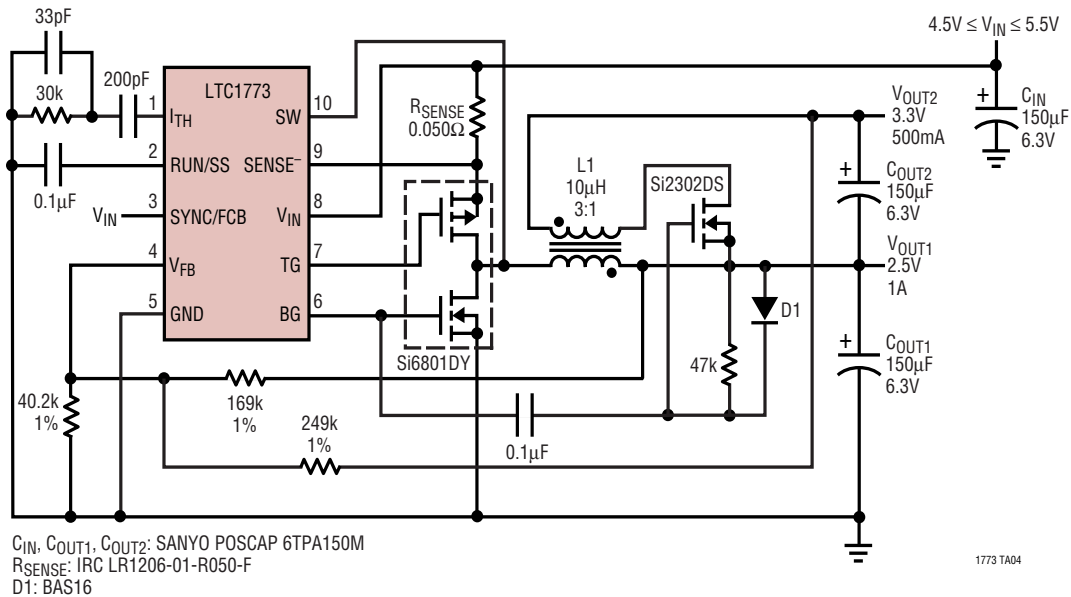 33pF
30k
200pF
0.1µF
VIN
LTC1773
1 ITH
2 RUN/SS
3 SYNC/FCB
4 VFB
5 GND
SW 10
SENSE– 9
VIN 8
TG 7
BG 6
RSENSE
0.050Ω
Si6801DY
L1
10µH
3:1
Si2302DS
4.5V ≤ VIN ≤ 5.5V
+ CIN
150µF
6.3V
VOUT2
3.3V
500mA
+ COUT2
150µF
6.3V
VOUT1
2.5V
1A
D1
47k
+ COUT1
150µF
6.3V
40.2k
1%
169k
1%
249k
1%
0.1µF
CIN, COUT1, COUT2: SANYO POSCAP 6TPA150M
RSENSE: IRC LR1206-01-R050-F
D1: BAS16
1773 TA04